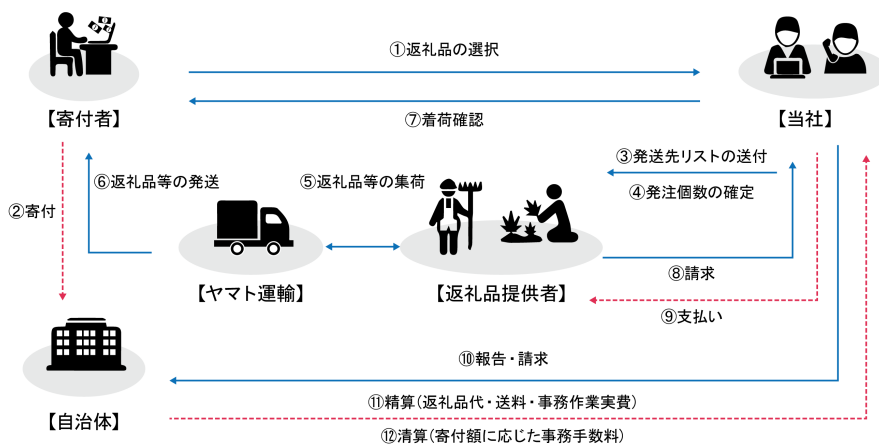 ①返礼品の選択
【寄付者】
⑦着荷確認
【当社】
③発送先リストの送付
④発注個数の確定
⑥返礼品等の発送
⑤返礼品等の集荷
②寄付
⑧請求
【ヤマト運輸】
【返礼品提供者】
⑨支払い
⑩報告・請求
⑪精算(返礼品代・送料・事務作業実費)
【自治体】
⑫清算(寄付額に応じた事務手数料)